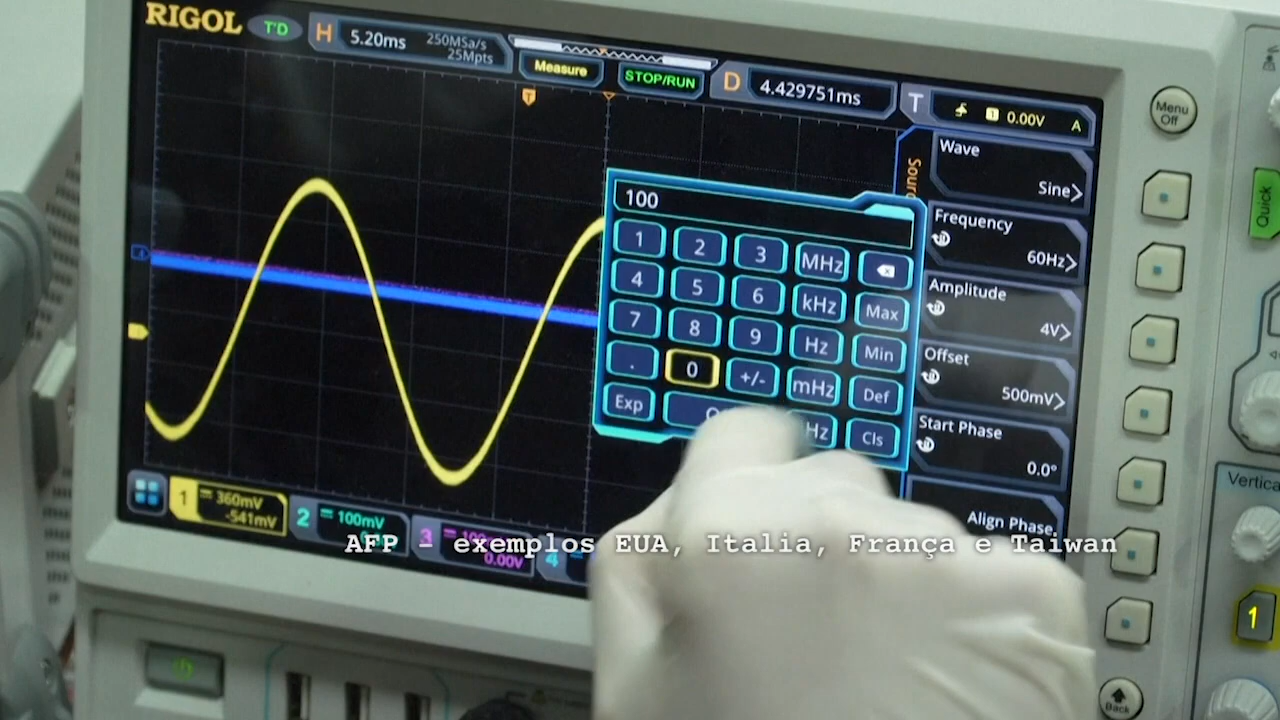 RIGOL T'D H 5.20ms 250MSa/s 25Mpts Measure STOP/RUN D 4.429751ms T 1 0.00V A
Menu
Off
Wave
Sine
Quick
Frequency
60Hz
Amplitude
4V
Offset
500mV
Start Phase
0.0°
Align Phase
100
1 2 3 MHz
4 5 6 kHz Max
7 8 9 Hz Min
. 0 +/- mHz Def
Exp Cls
1 360mV
-541mV
2 100mV
3
0.00V
4
AFP - exemplos EUA, Italia, França e Taiwan
1
Back